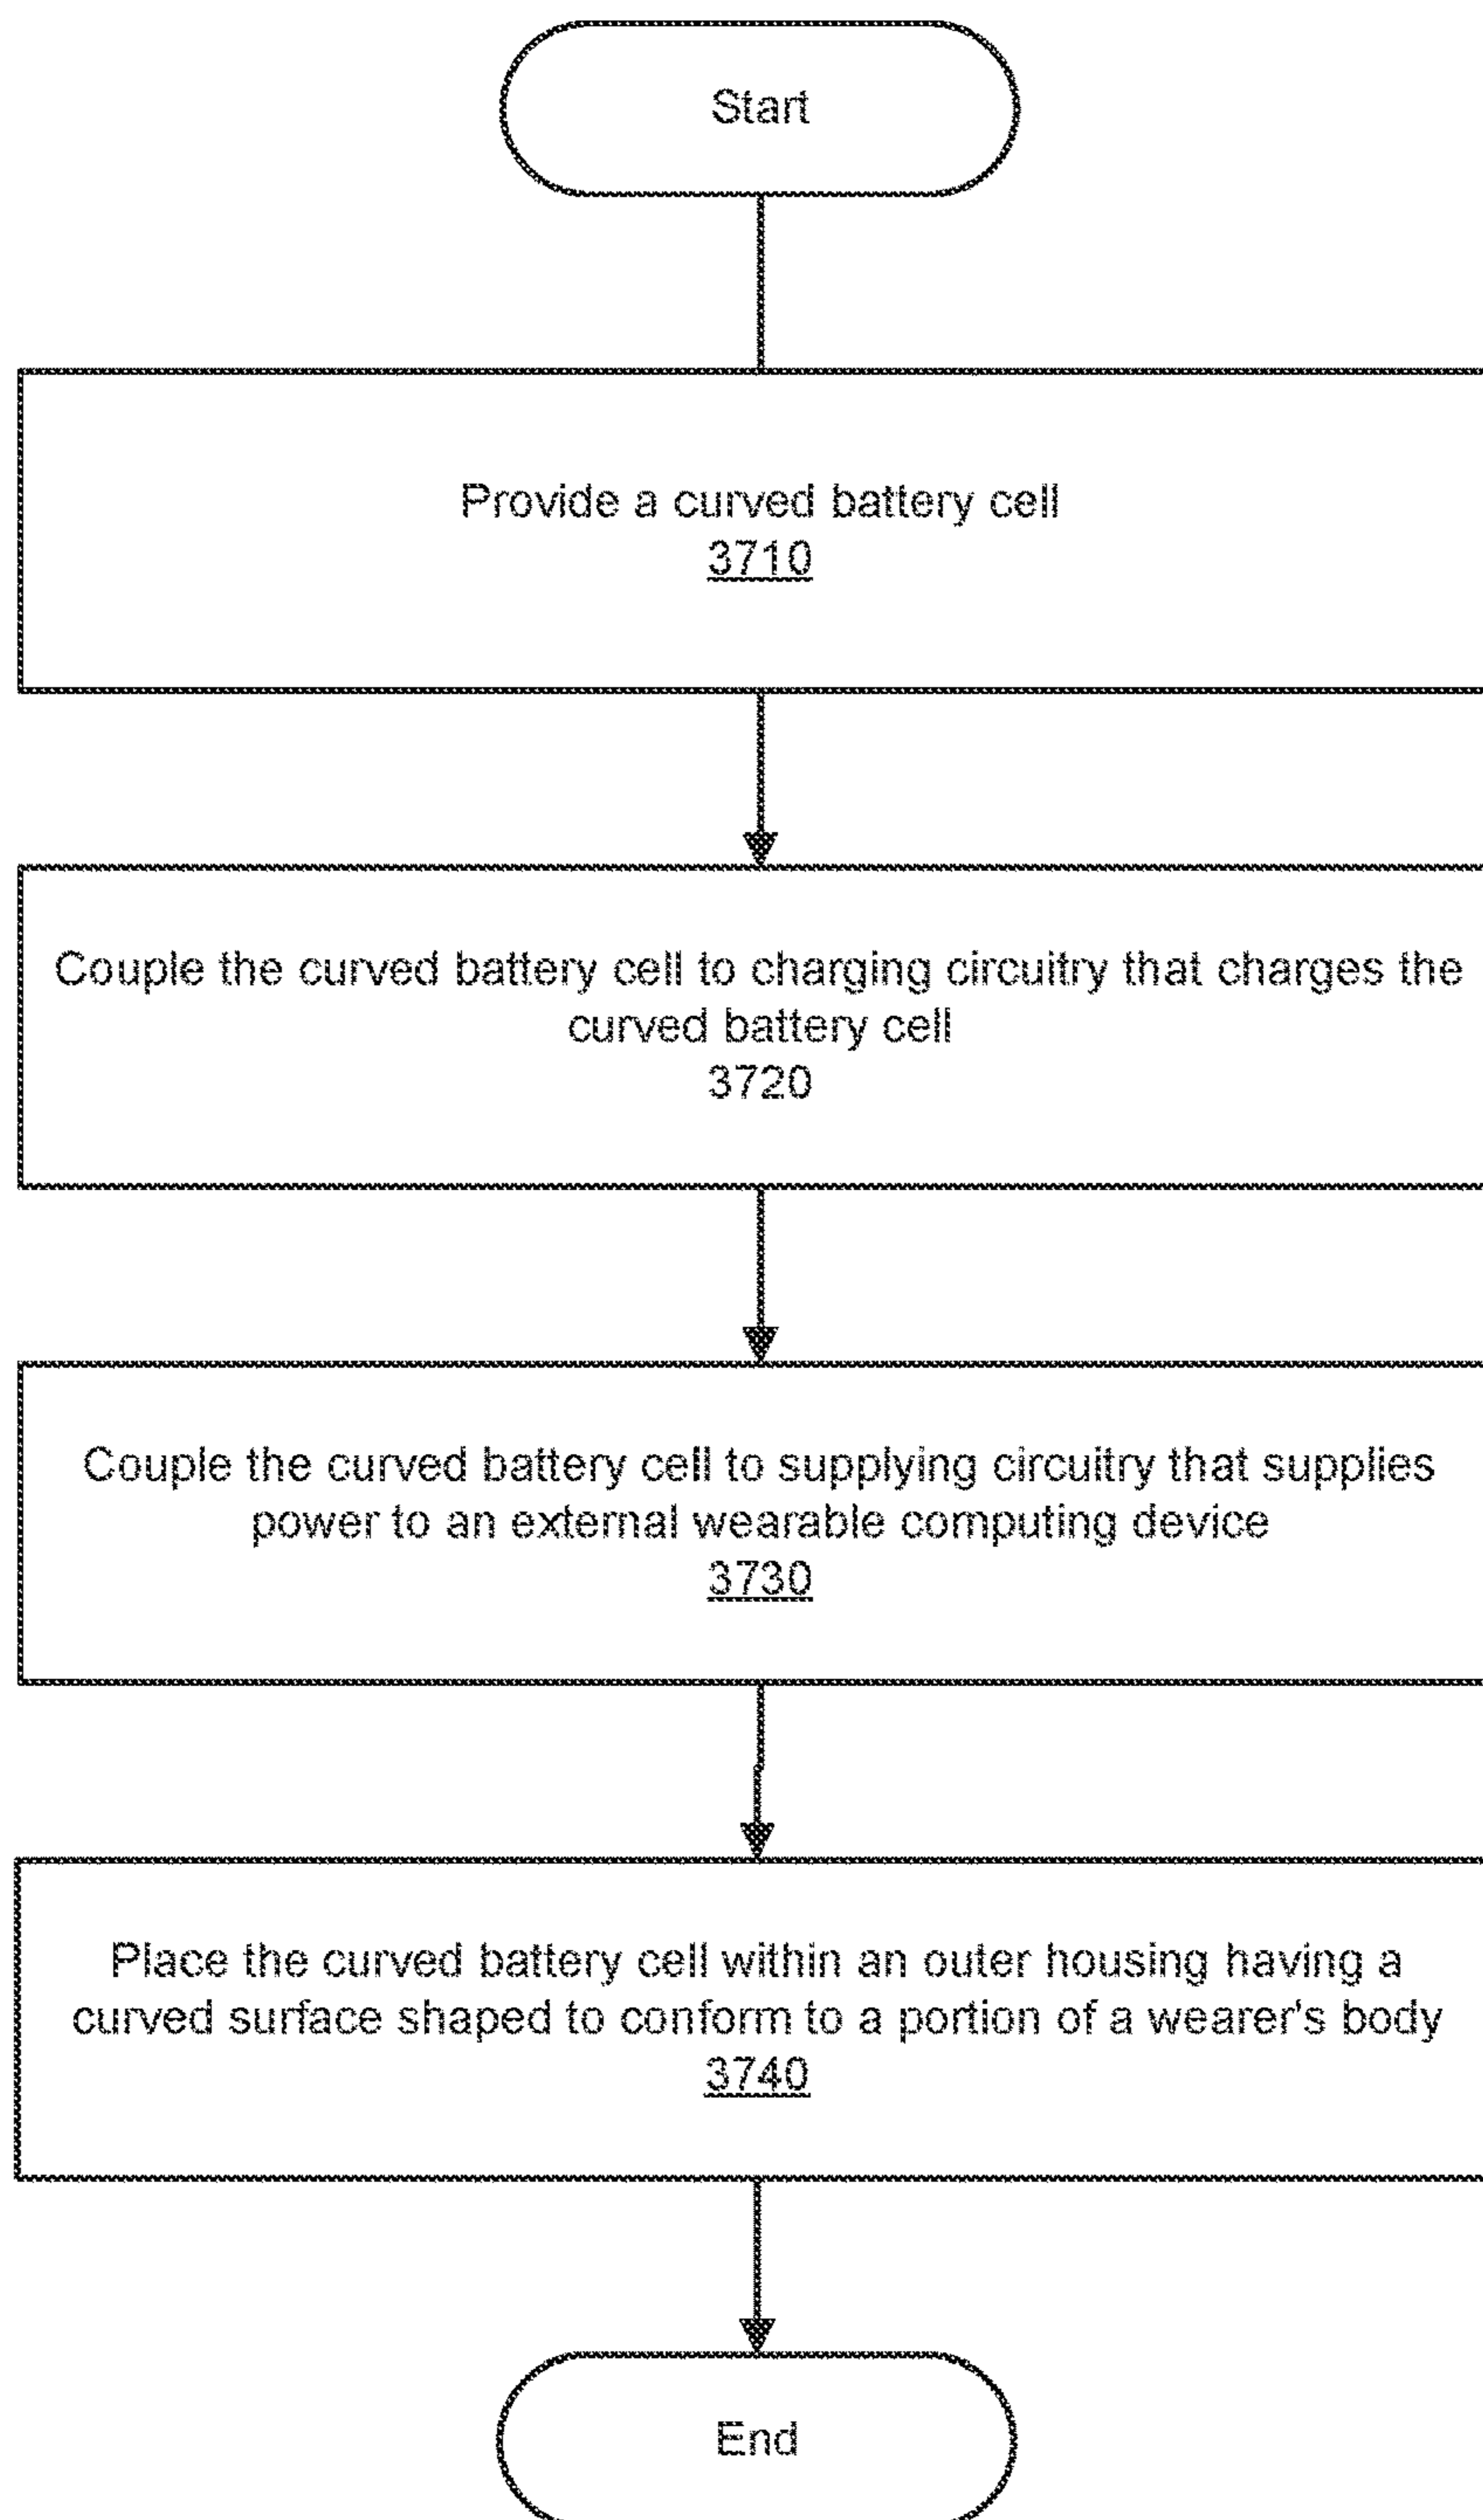 Start
Provide a curved battery cell
3710
Couple the curved battery cell to charging circuitry that charges the
curved battery cell
3720
Couple the curved battery cell to supplying circuitry that supplies
power to an external wearable computing device
3730
Place the curved battery cell within an outer housing having a
curved surface shaped to conform to a portion of a wearer's body
3740
End